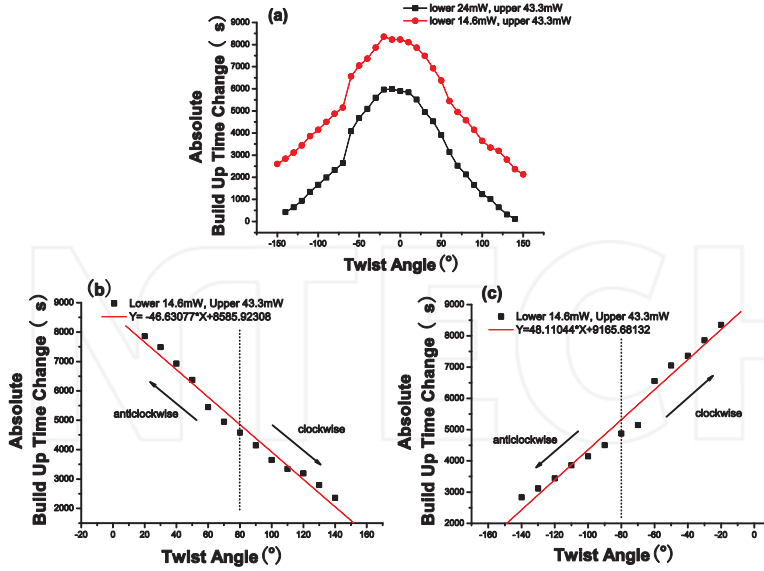 (a)
lower 24mW, upper 43.3mW
lower 14.6mW, upper 43.3mW
Absolute
Build Up Time Change ( s)
9000
8000
7000
6000
5000
4000
3000
2000
1000
0
-150 -100 -50 0 50 100 150
Twist Angle (°)
(b)
Lower 14.6mW, Upper 43.3mW
Y= -46.63077*X+8585.92308
Absolute
Build Up Time Change ( s)
9000
8000
7000
6000
5000
4000
3000
2000
anticlockwise
clockwise
-20 0 20 40 60 80 100 120 140 160
Twist Angle (°)
(c)
Lower 14.6mW, Upper 43.3mW
Y=48.11044*X+9165.68132
Absolute
Build Up Time Change ( s)
9000
8000
7000
6000
5000
4000
3000
2000
anticlockwise
clockwise
-160 -140 -120 -100 -80 -60 -40 -20 0
Twist Angle (°)
NTECH